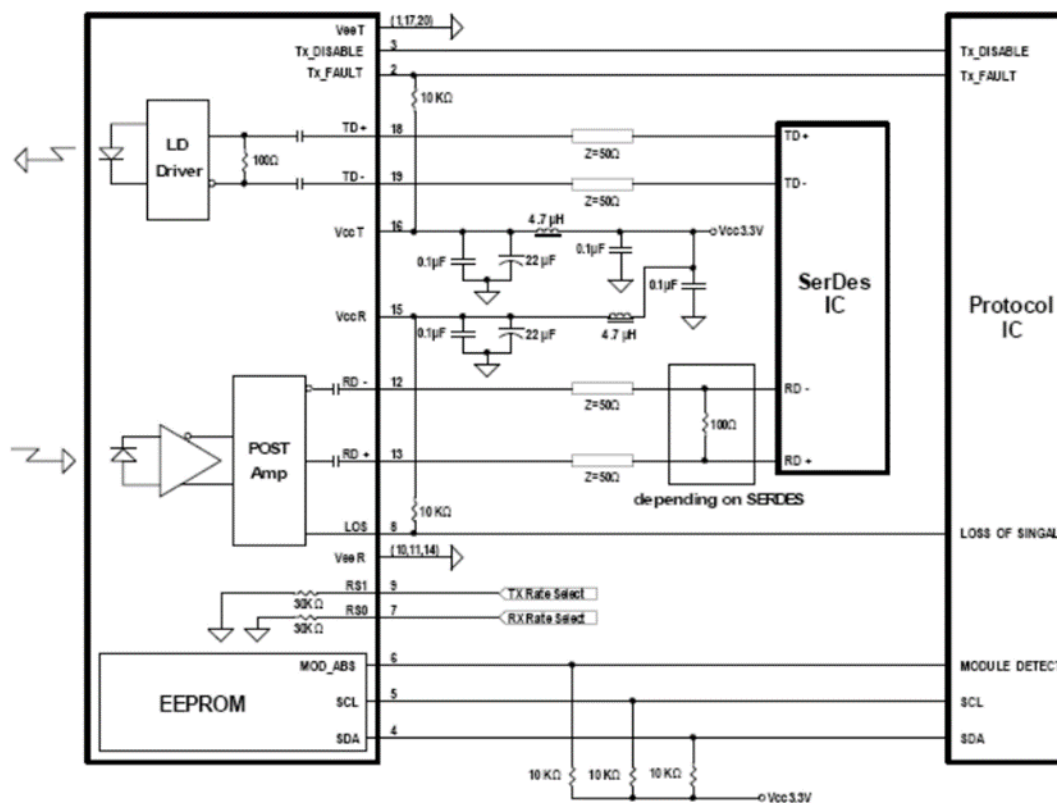 VeeT (1,17,20)
Tx_DISABLE 3 Tx_DISABLE
Tx_FAULT 2 Tx_FAULT
10 KΩ
TD+ 18 TD+
LD
Driver
100Ω
Z=50Ω
TD - 19 TD -
Z=50Ω
4.7 μH
VccT 16 Vcc3.3V
0.1μF 22 μF 0.1μF
0.1μF
SerDes
IC
Protocol
IC
VccR 15
0.1μF 22 μF 4.7 μH
RD - 12 RD -
Z=50Ω
100Ω
POST
Amp
RD + 13 RD +
Z=50Ω
depending on SERDES
10 KΩ
LOS 8 LOSS OF SINGAL
VeeR (10,11,14)
RS1 9 TX Rate Select
30KΩ
RS0 7 RX Rate Select
30KΩ
MOD_ABS 6 MODULE DETECT
EEPROM
SCL 5 SCL
SDA 4 SDA
10 KΩ 10 KΩ 10 KΩ
Vcc3.3V